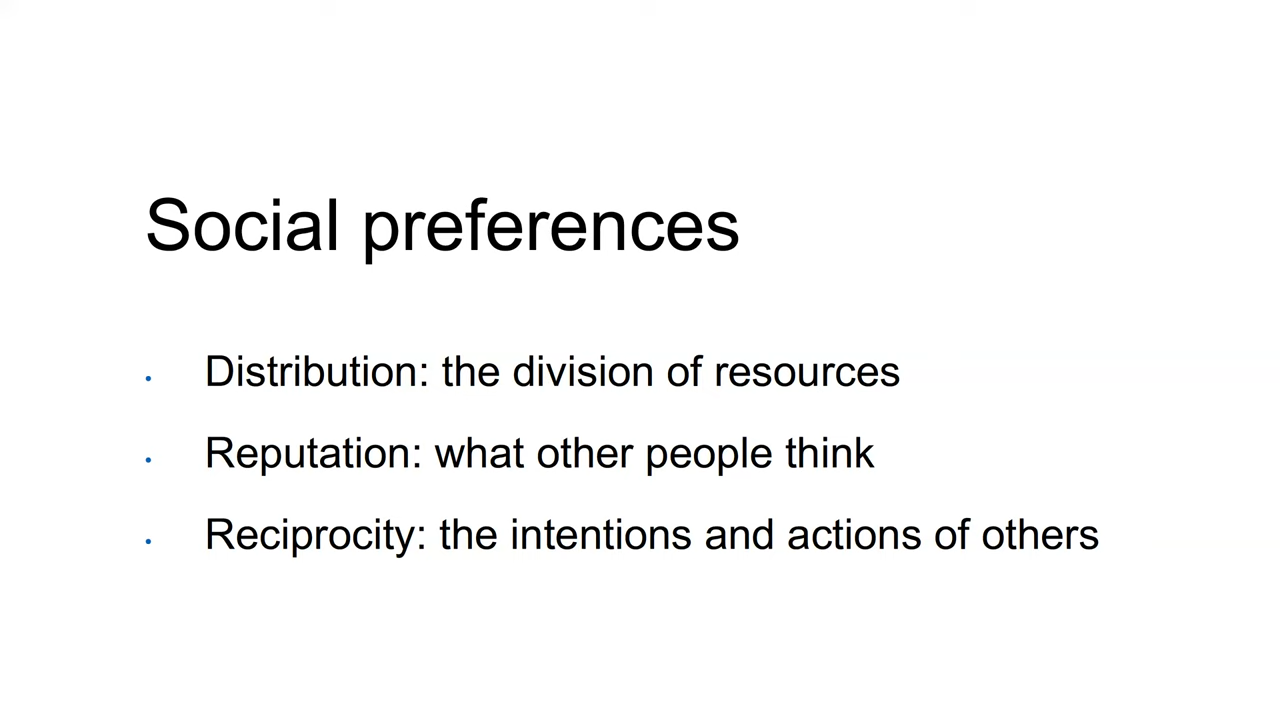 Social preferences
• Distribution: the division of resources
• Reputation: what other people think
• Reciprocity: the intentions and actions of others